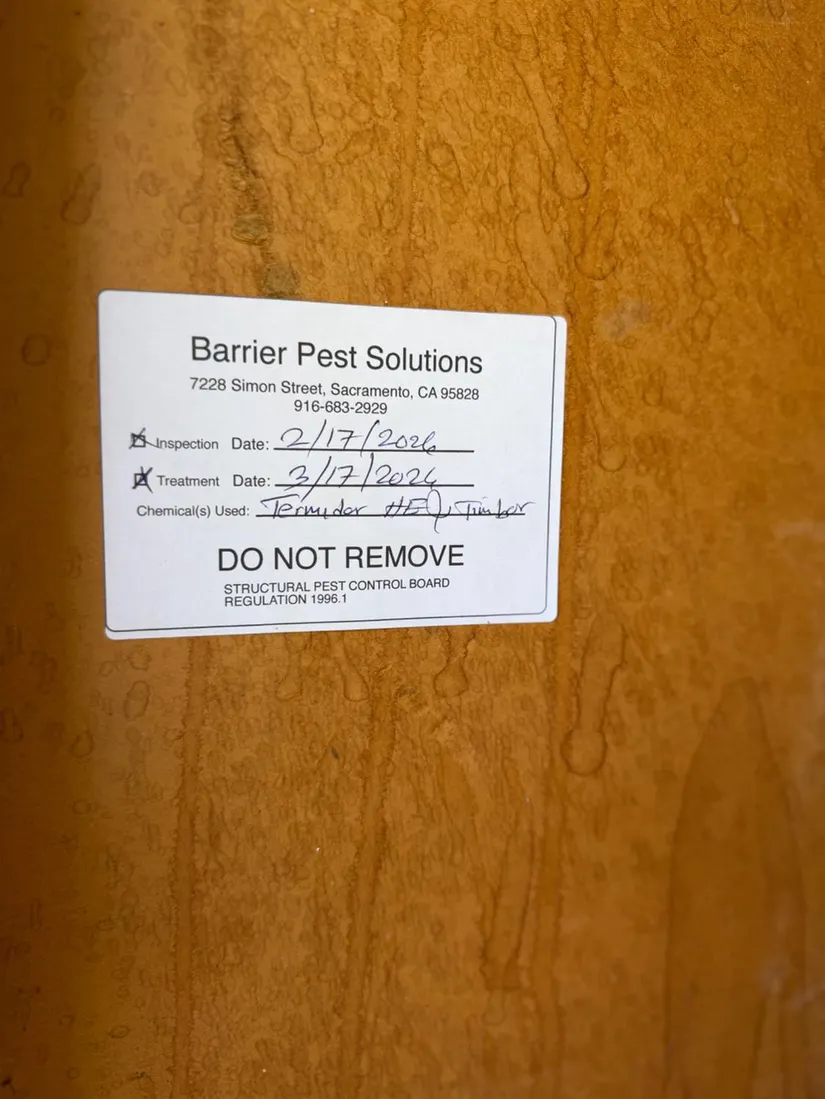 Barrier Pest Solutions
7228 Simon Street, Sacramento, CA 95828
916-683-2929
Inspection Date: 2/17/2026
Treatment Date: 3/17/2026
Chemical(s) Used: Termidor HE, Timbor
DO NOT REMOVE
STRUCTURAL PEST CONTROL BOARD
REGULATION 1996.1